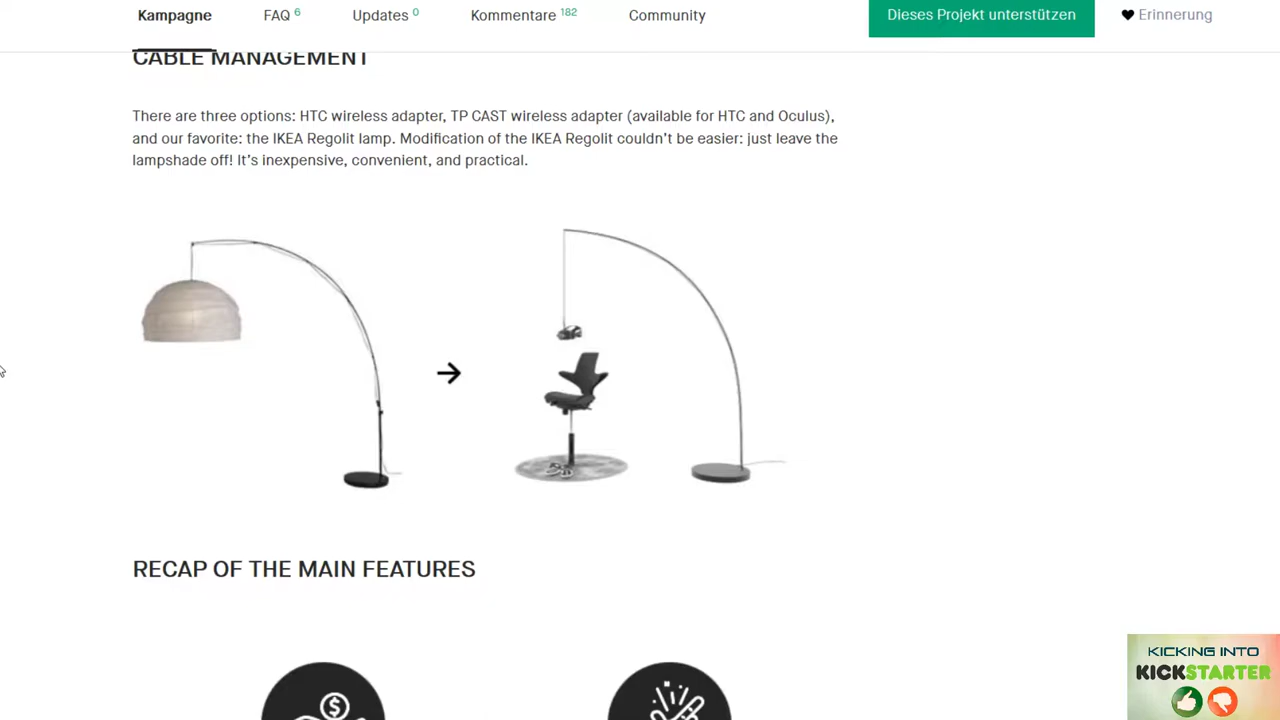 Kampagne FAQ 6 Updates 0 Kommentare 182 Community Dieses Projekt unterstützen Erinnerung
CABLE MANAGEMENT
There are three options: HTC wireless adapter, TP CAST wireless adapter (available for HTC and Oculus),
and our favorite: the IKEA Regolit lamp. Modification of the IKEA Regolit couldn’t be easier: just leave the
lampshade off! It’s inexpensive, convenient, and practical.
RECAP OF THE MAIN FEATURES
$
KICKING INTO
KICKSTARTER